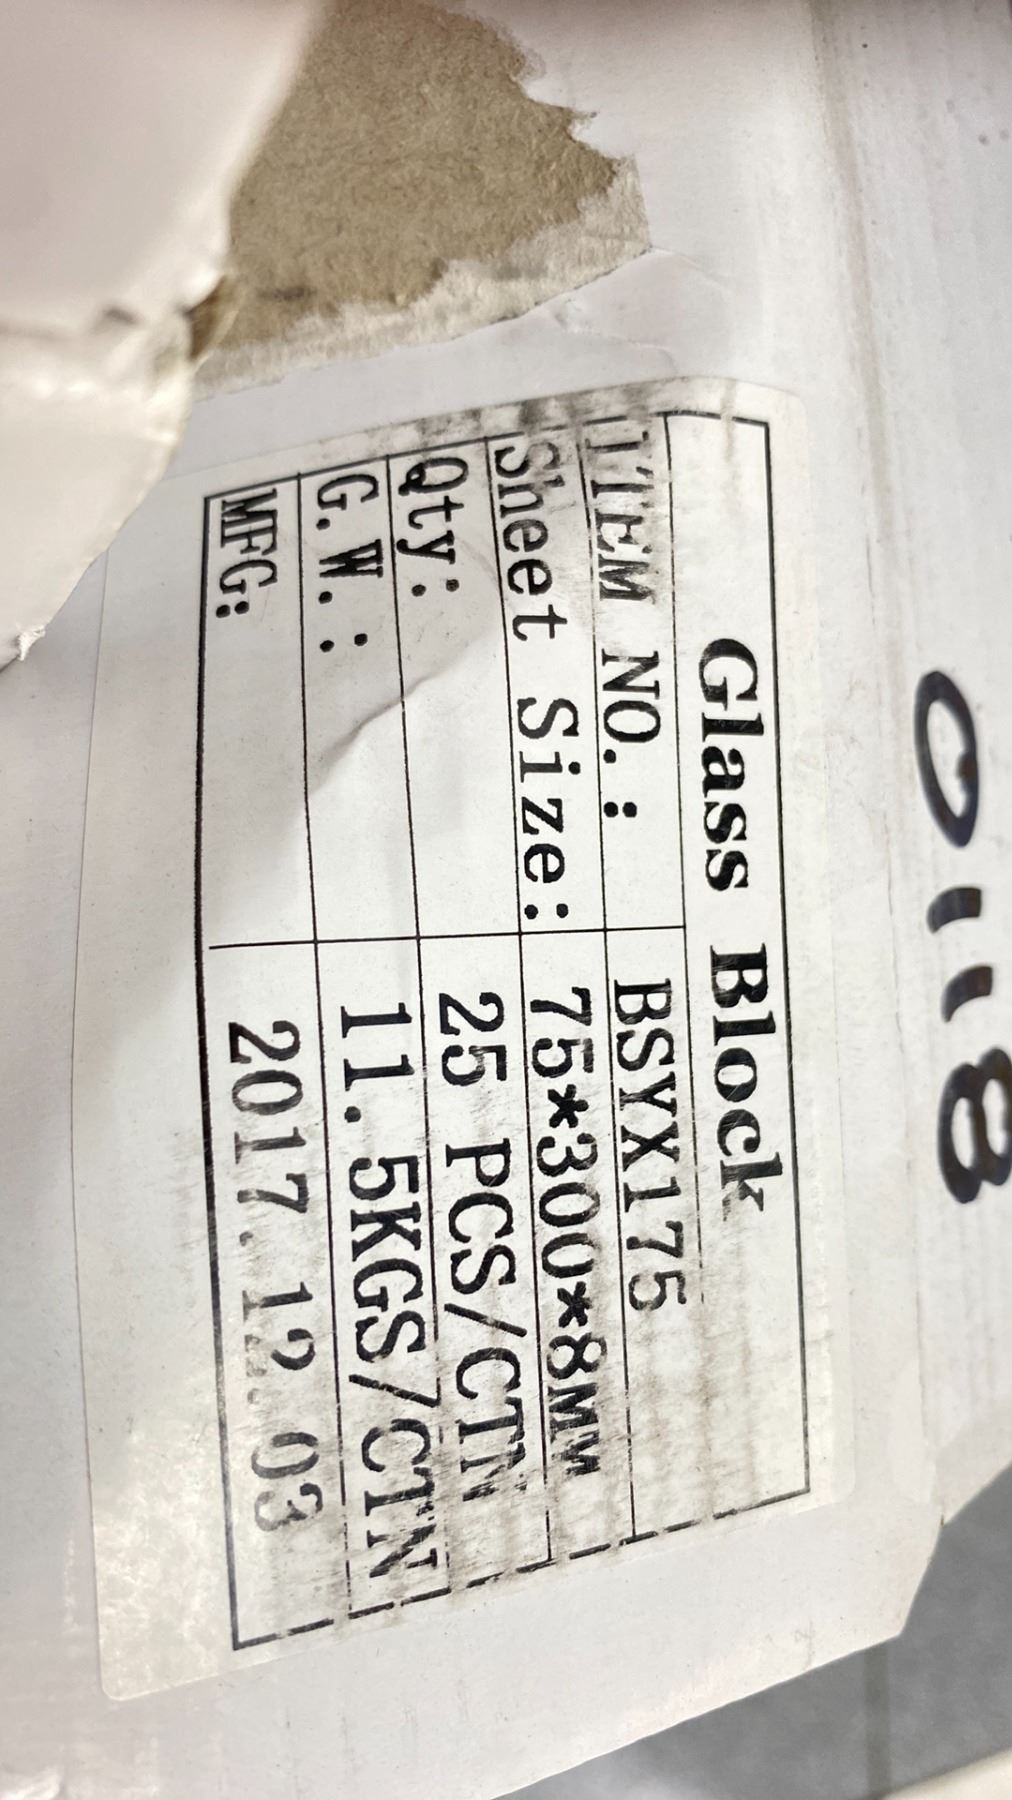 Glass Block
ITEM NO.: BSYX175
Sheet Size: 75*300*8MM
Qty: 25 PCS/CTN
G.W.: 11.5KGS/CTN
MFG: 2017.12.03
0118